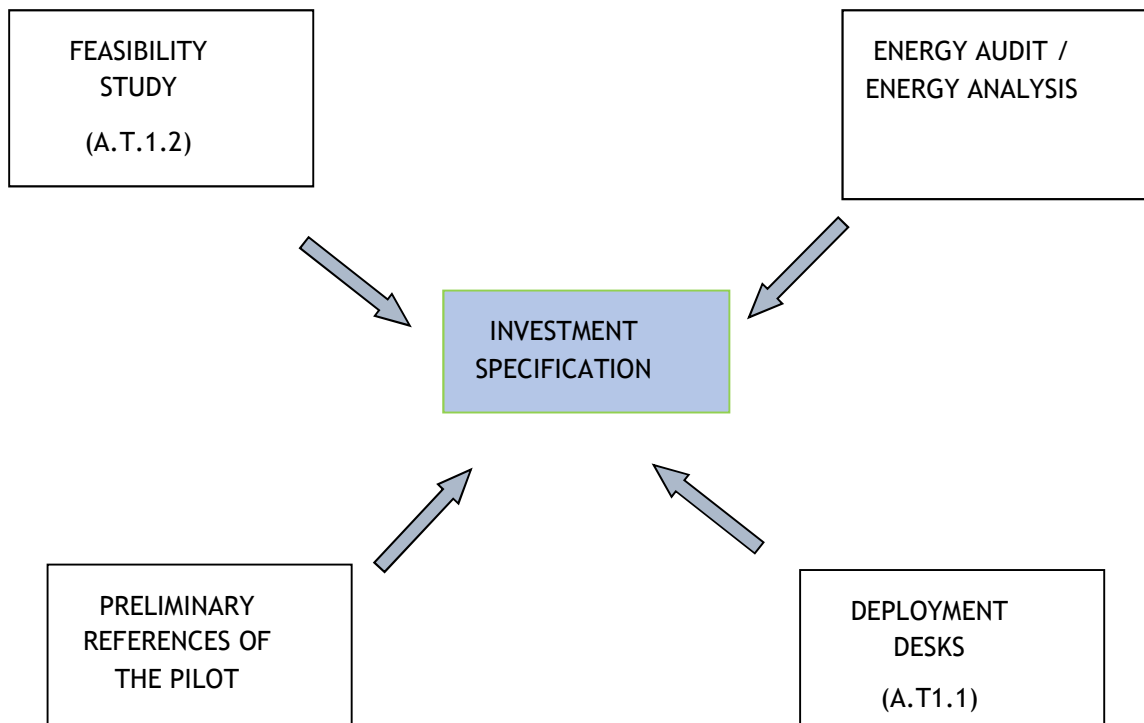 FEASIBILITY
STUDY
(A.T.1.2)
ENERGY AUDIT /
ENERGY ANALYSIS
INVESTMENT
SPECIFICATION
PRELIMINARY
REFERENCES OF
THE PILOT
DEPLOYMENT
DESKS
(A.T1.1)